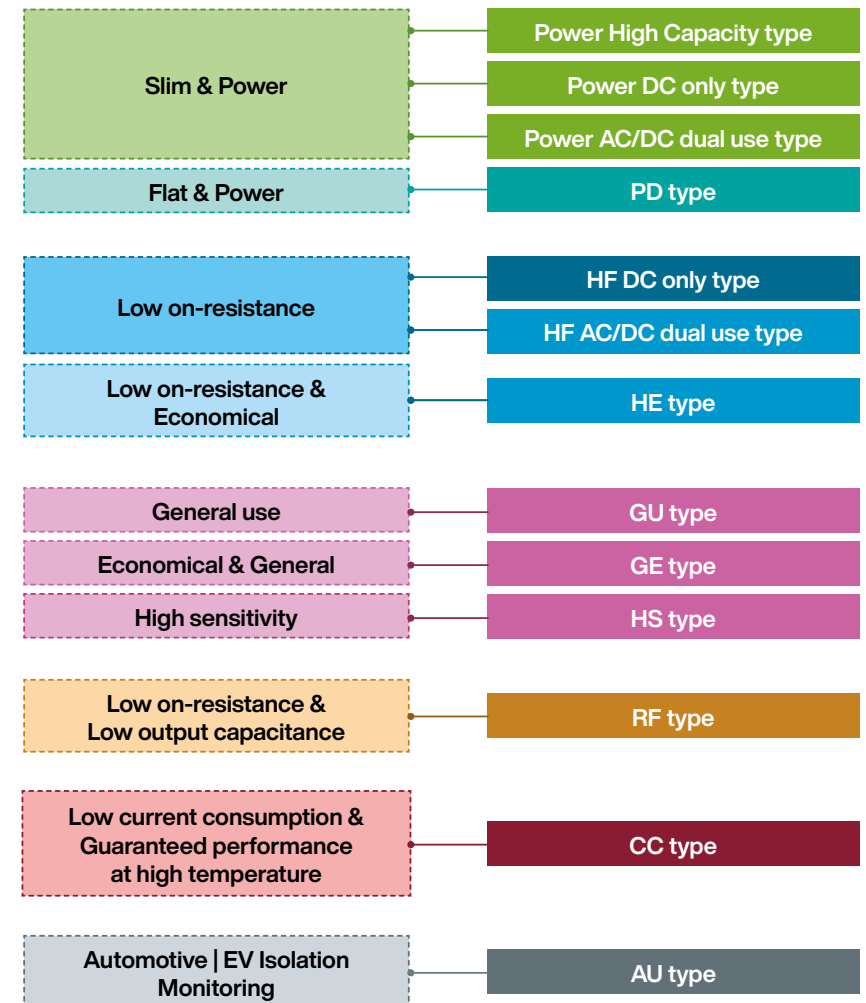 Slim & Power
Power High Capacity type
Power DC only type
Power AC/DC dual use type
Flat & Power
PD type
Low on-resistance
HF DC only type
HF AC/DC dual use type
Low on-resistance &
Economical
HE type
General use
GU type
Economical & General
GE type
High sensitivity
HS type
Low on-resistance &
Low output capacitance
RF type
Low current consumption &
Guaranteed performance
at high temperature
CC type
Automotive | EV Isolation
Monitoring
AU type